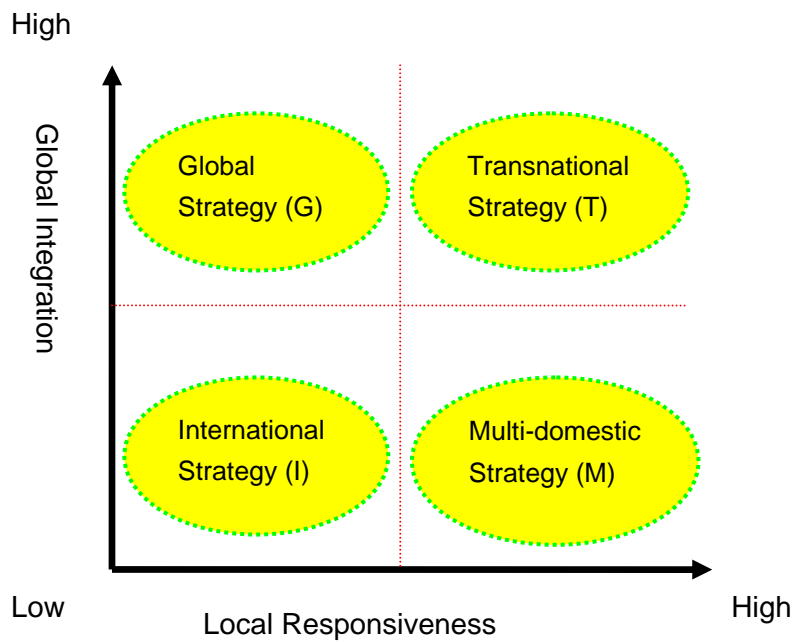 High
Global Integration
Global
Strategy (G)
Transnational
Strategy (T)
International
Strategy (I)
Multi-domestic
Strategy (M)
Low
Local Responsiveness
High